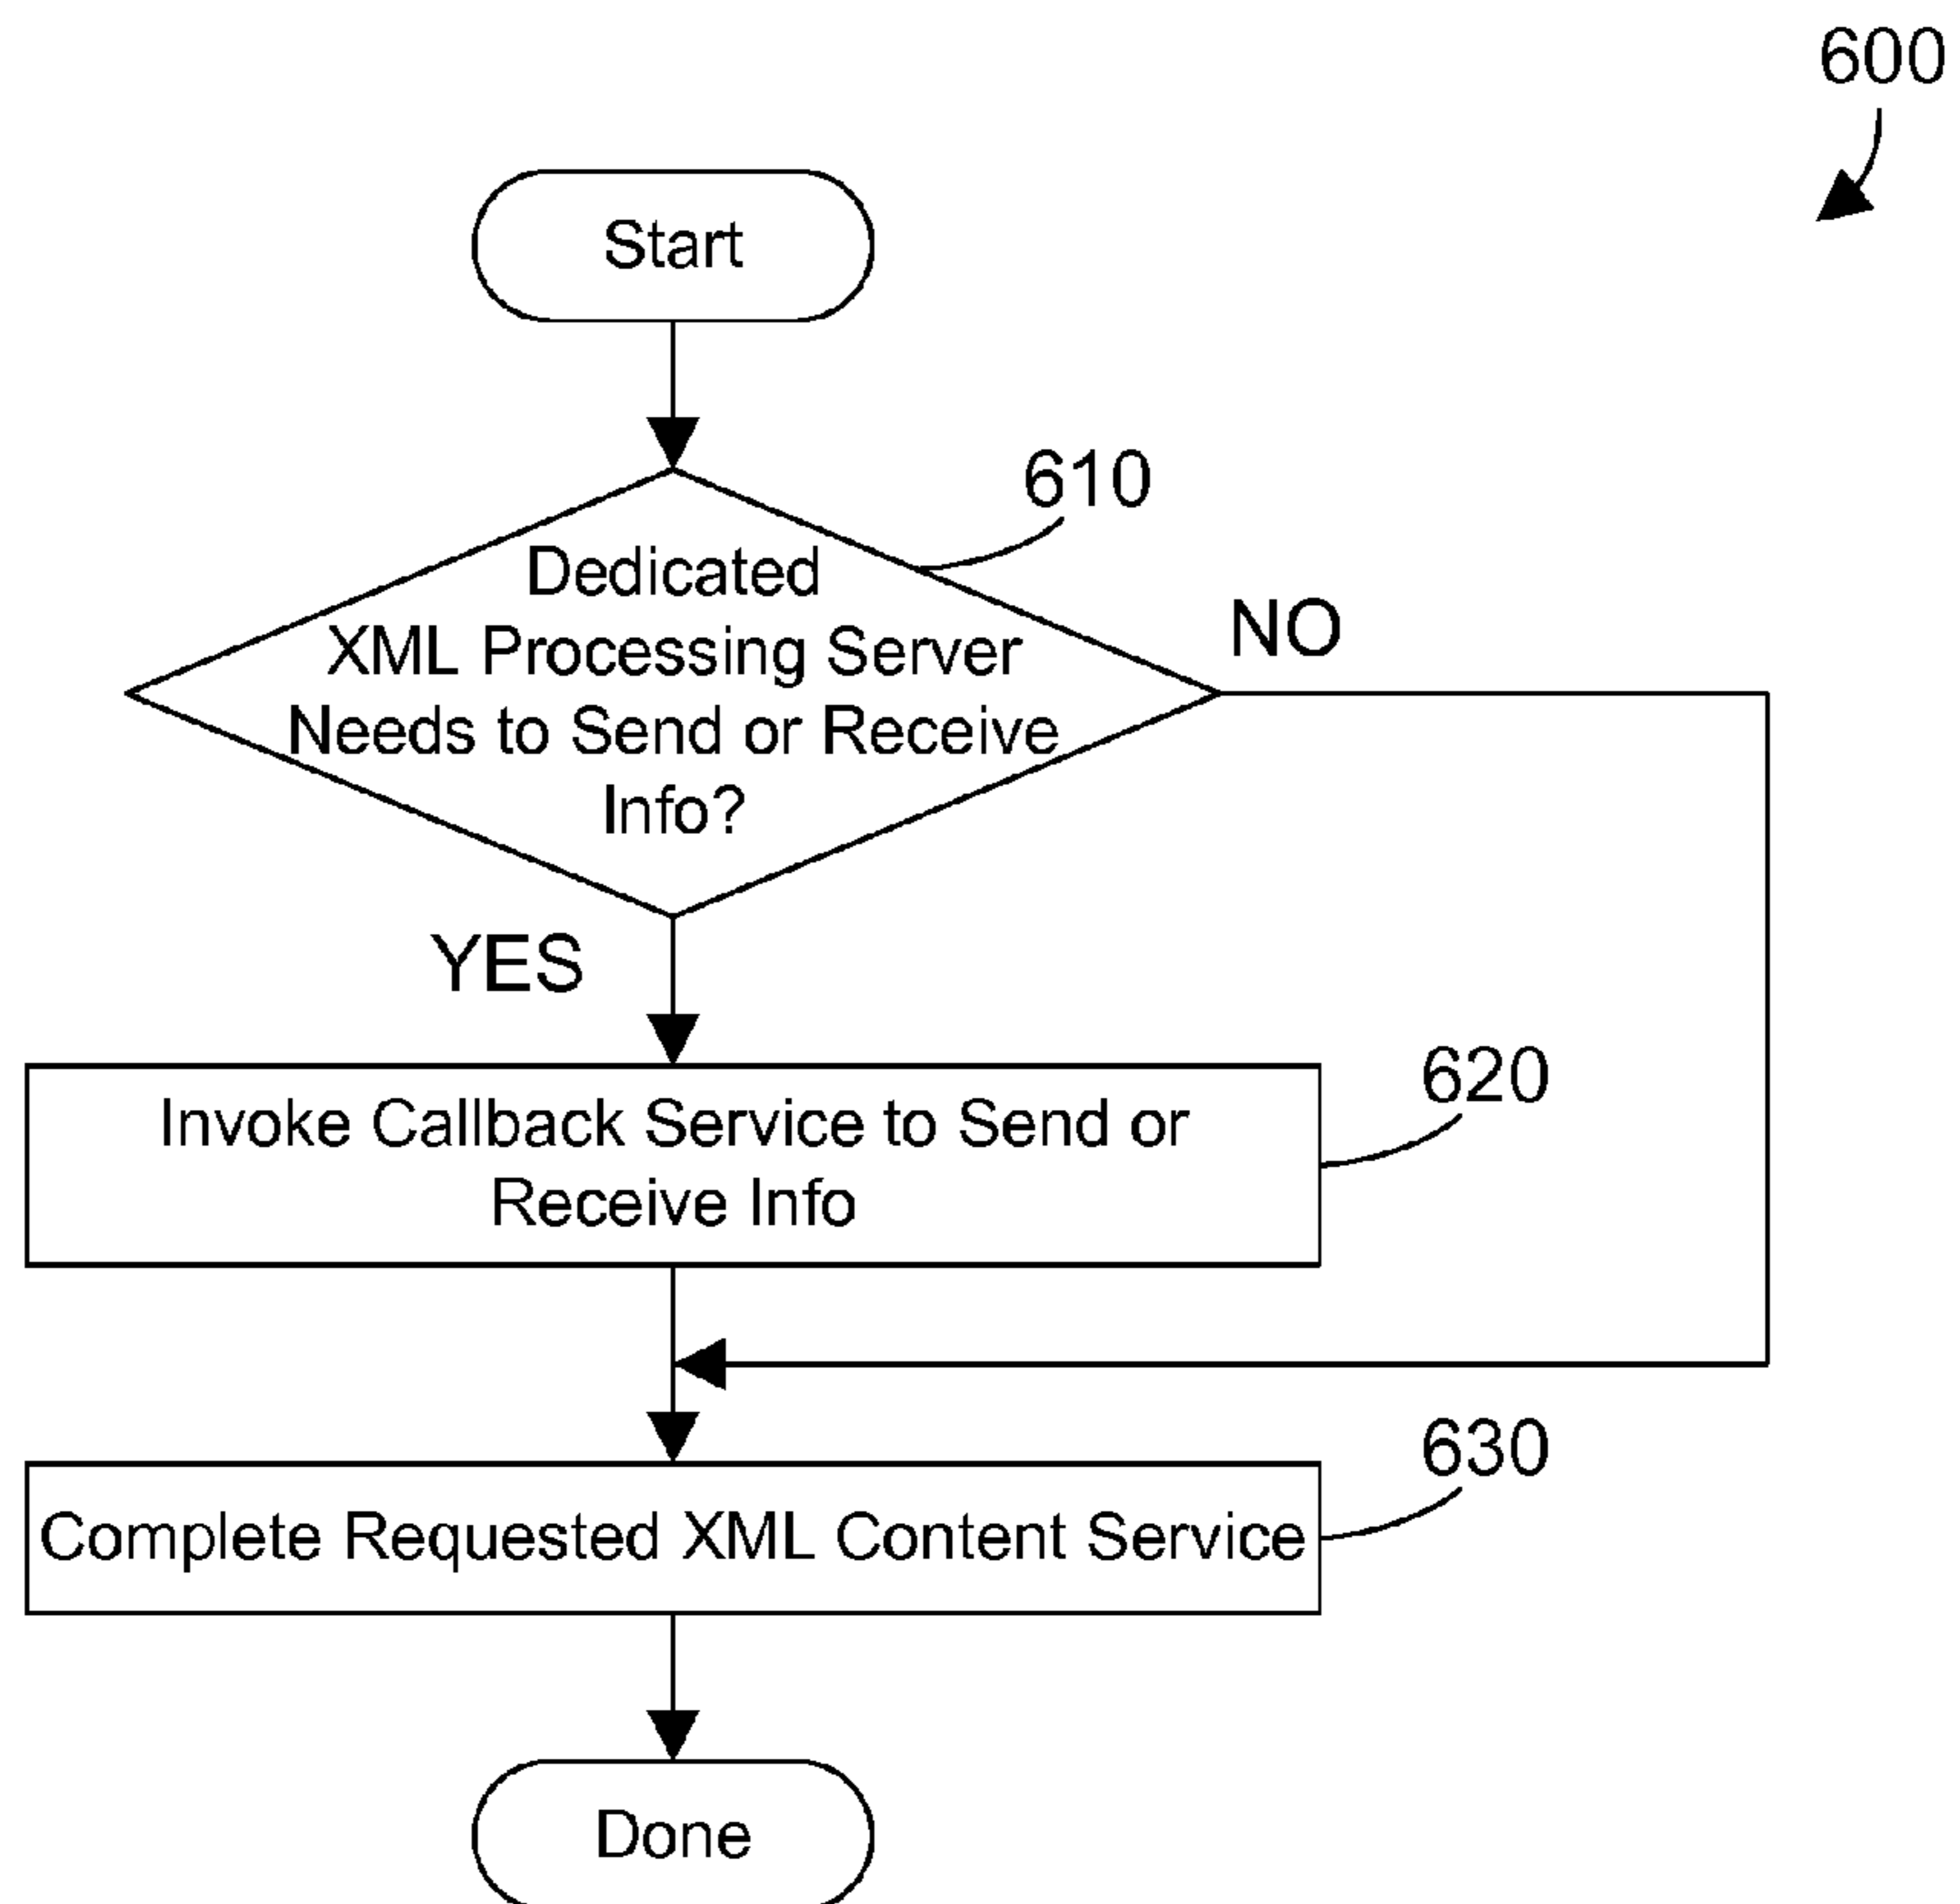 600
Start
610
Dedicated
XML Processing Server
Needs to Send or Receive
Info?
NO
YES
620
Invoke Callback Service to Send or
Receive Info
630
Complete Requested XML Content Service
Done